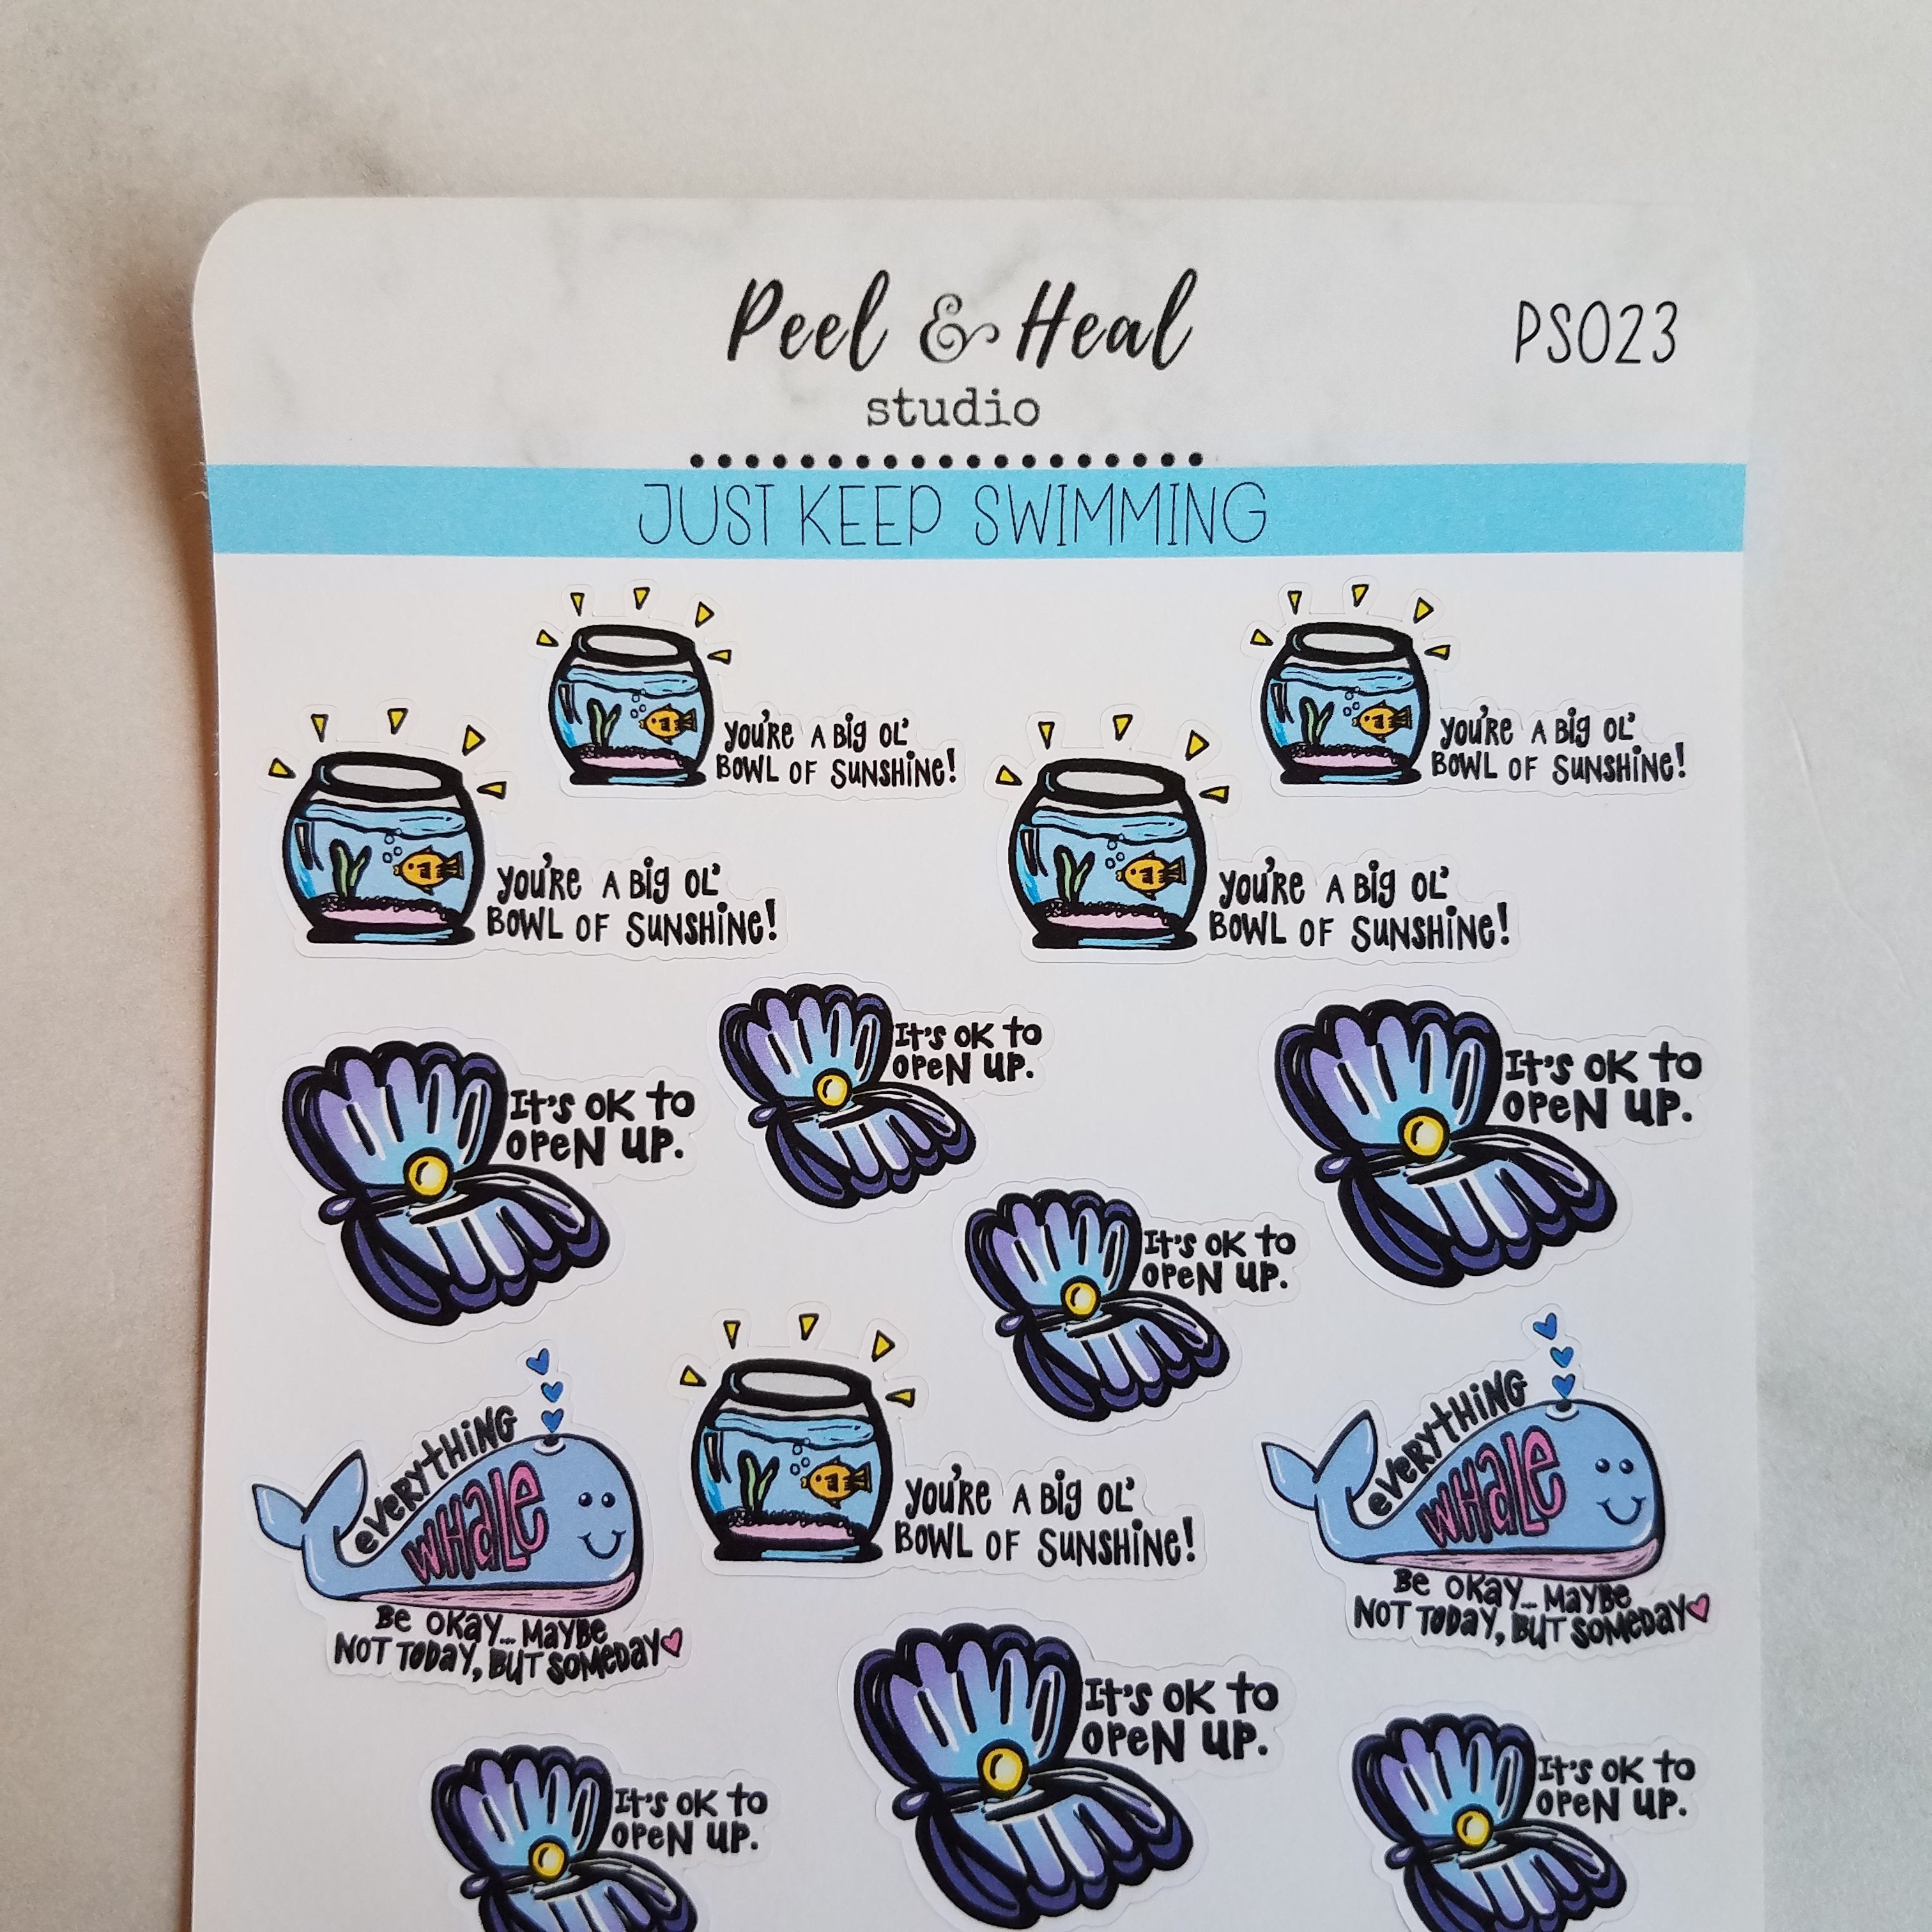 Peel & Heal
studio
PS023
JUST KEEP SWIMMING
YOU'RE A BIG OL'
BOWL OF SUNSHINE!
YOU'RE A BIG OL'
BOWL OF SUNSHINE!
YOU'RE A BIG OL'
BOWL OF SUNSHINE!
YOU'RE A BIG OL'
BOWL OF SUNSHINE!
IT'S OK TO
OPEN UP.
IT'S OK TO
OPEN UP.
IT'S OK TO
OPEN UP.
IT'S OK TO
OPEN UP.
EVERYTHING
WHALE
BE OKAY... MAYBE
NOT TODAY, BUT SOMEDAY
YOU'RE A BIG OL'
BOWL OF SUNSHINE!
EVERYTHING
WHALE
BE OKAY... MAYBE
NOT TODAY, BUT SOMEDAY
IT'S OK TO
OPEN UP.
IT'S OK TO
OPEN UP.
IT'S OK TO
OPEN UP.